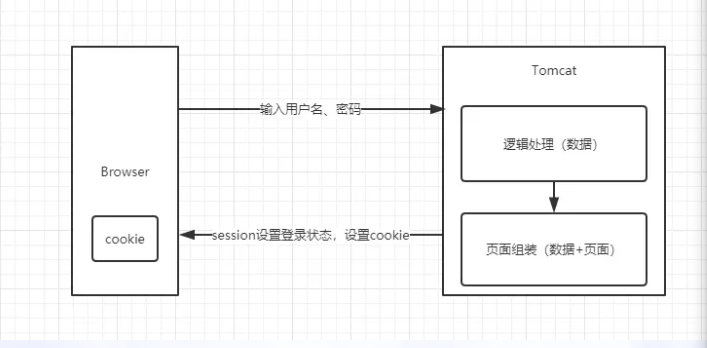 Tomcat
输入用户名、密码
逻辑处理（数据）
Browser
cookie
session设置登录状态，设置cookie
页面组装（数据+页面）